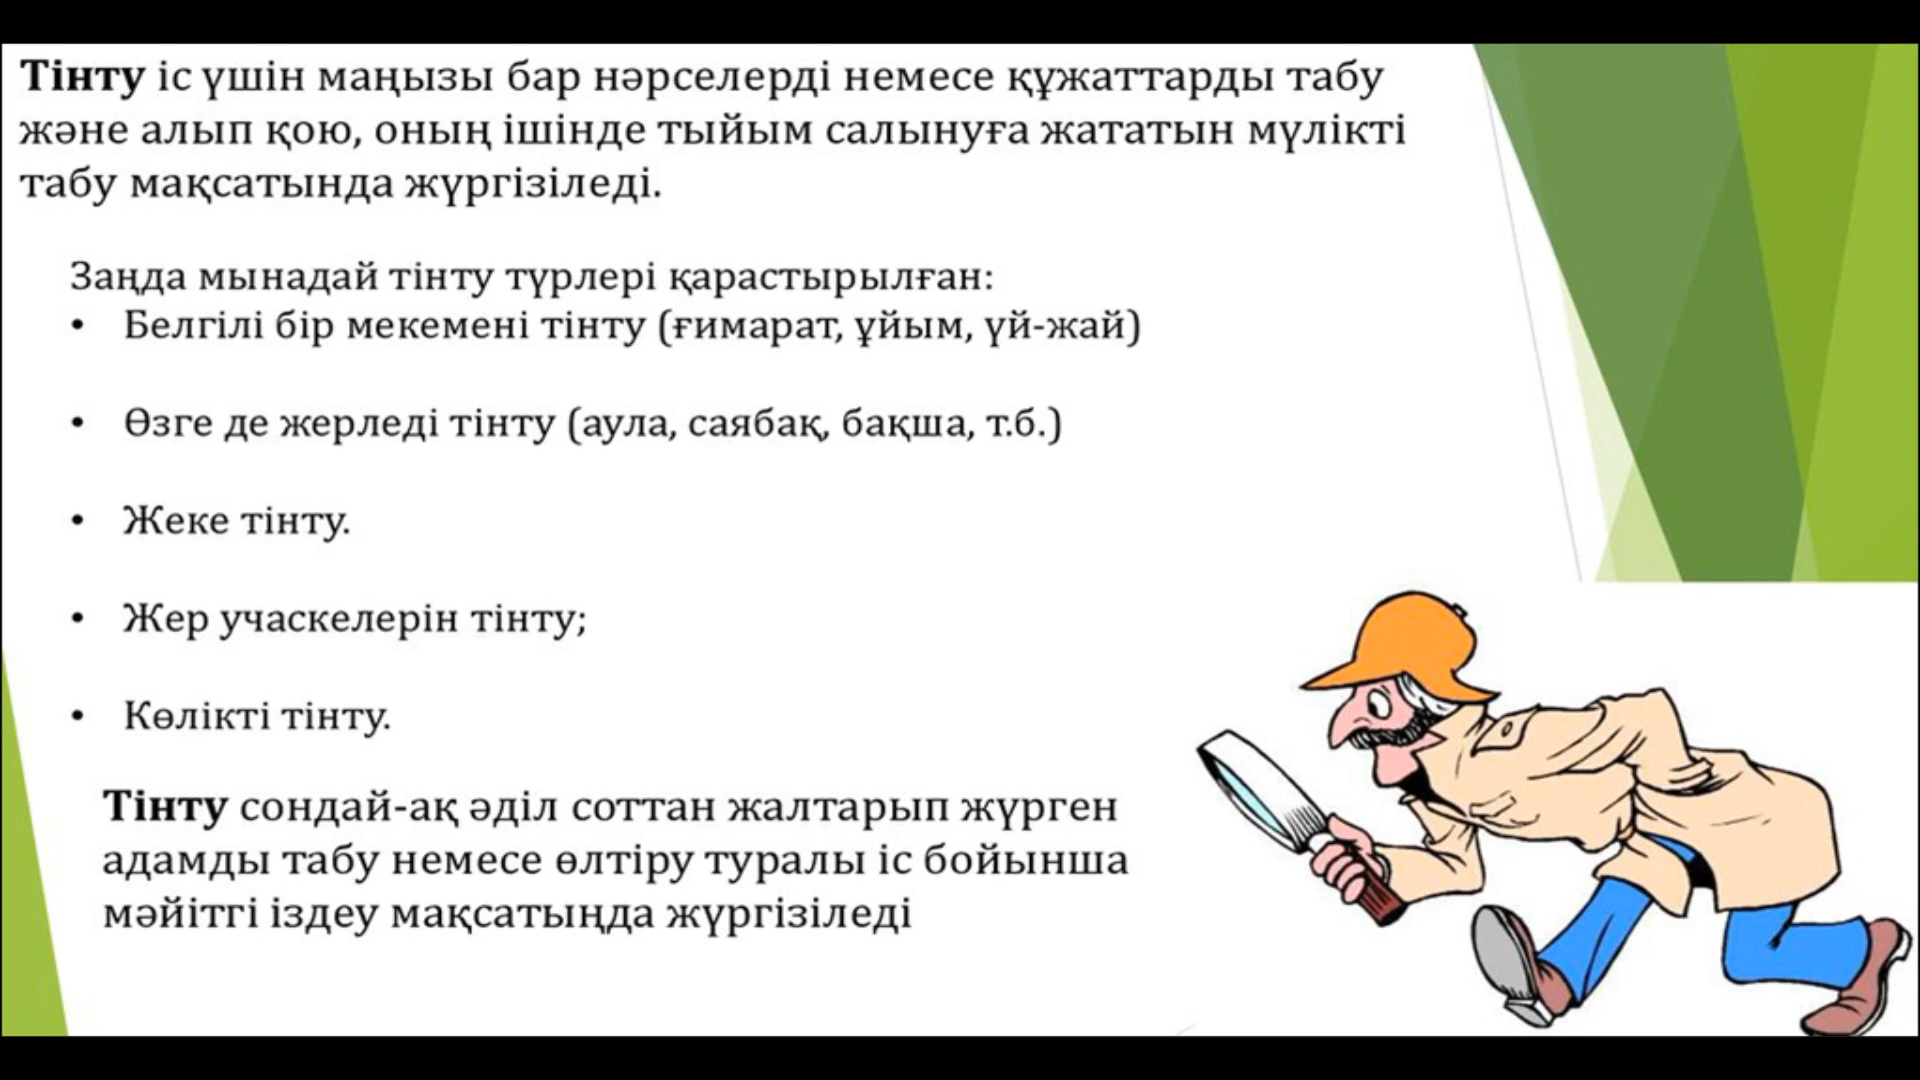 Тінту іс үшін маңызы бар нәрселерді немесе құжаттарды табу
және алып қою, оның ішінде тыйым салынуға жататын мүлікті
табу мақсатында жүргізіледі.
Заңда мынадай тінту түрлері қарастырылған:
• Белгілі бір мекемені тінту (ғимарат, ұйым, үй-жай)
• Өзге де жерледі тінту (аула, саябақ, бақша, т.б.)
• Жеке тінту.
• Жер учаскелерін тінту;
• Көлікті тінту.
Тінту сондай-ақ әділ соттан жалтарып жүрген
адамды табу немесе өлтіру туралы іс бойынша
мәйітгі іздеу мақсатыңда жүргізіледі